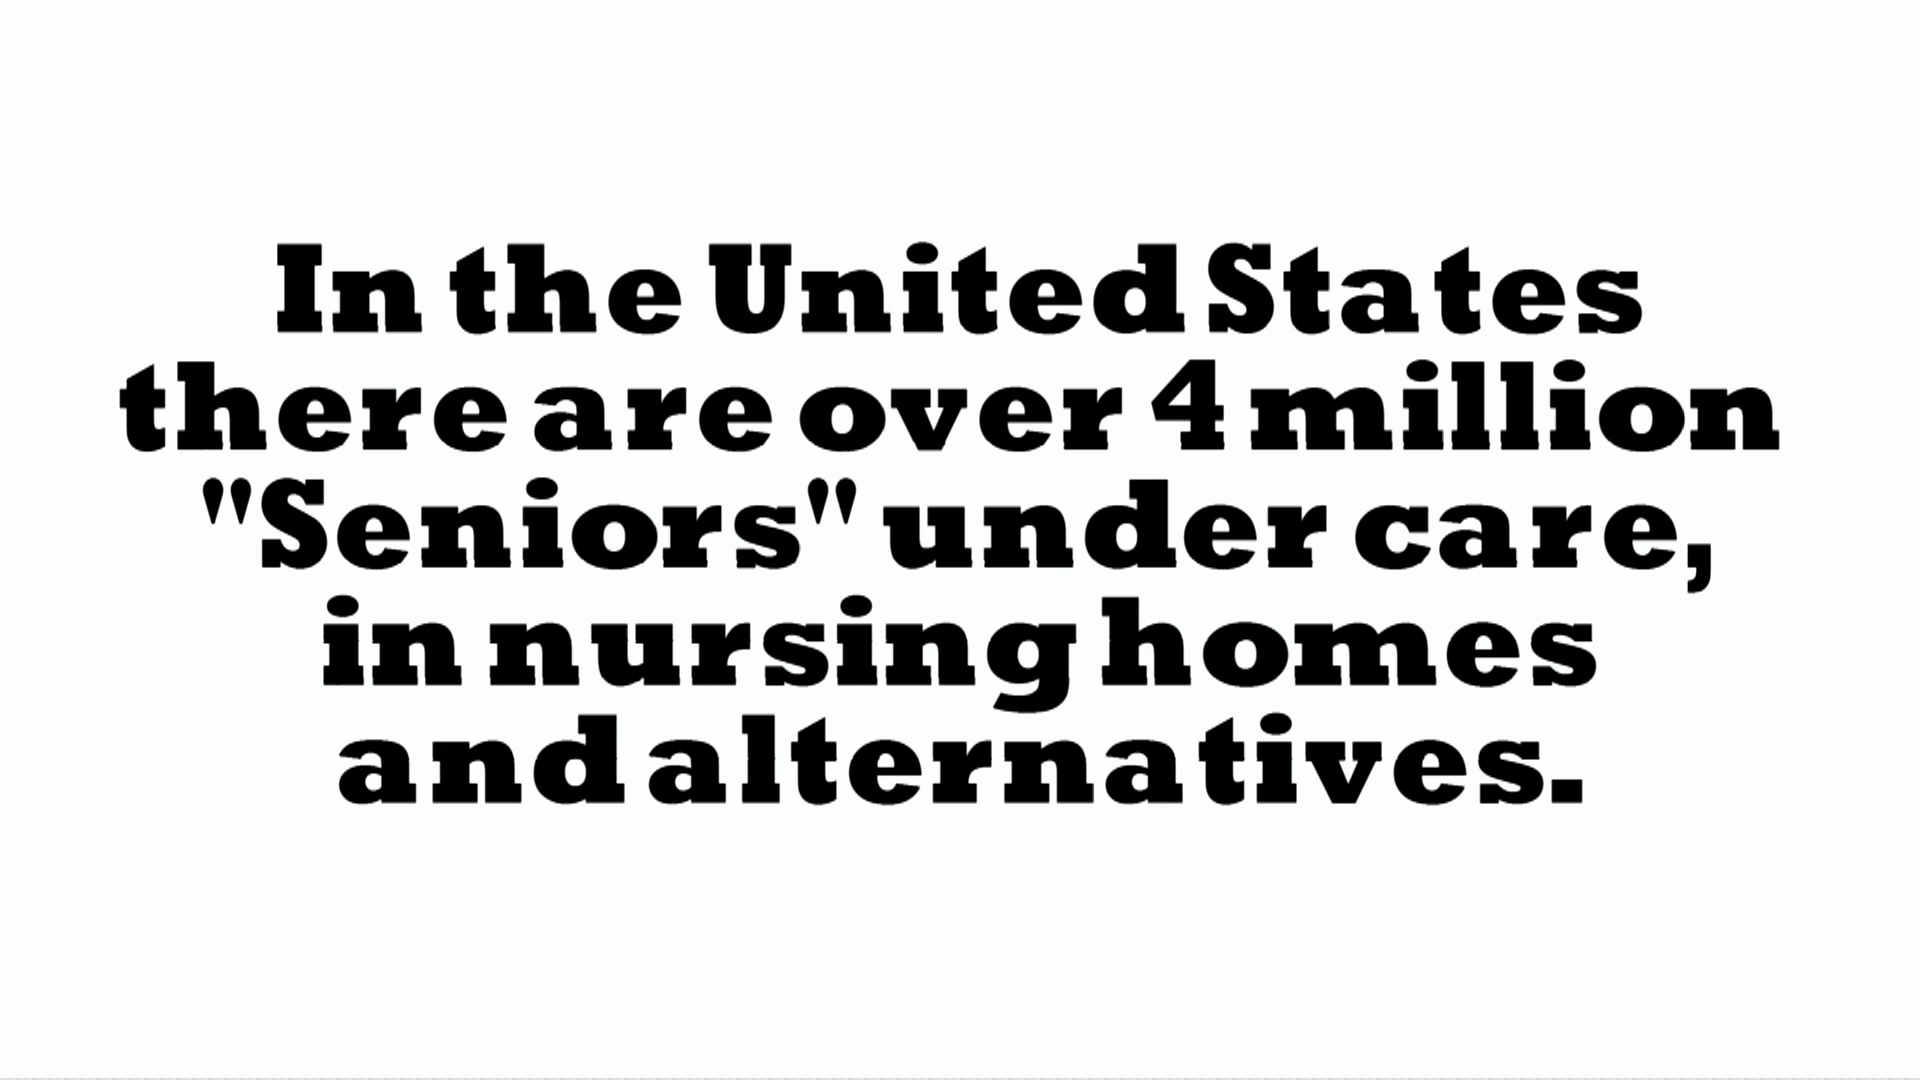 In the United States
there are over 4 million
"Seniors" under care,
in nursing homes
and alternatives.